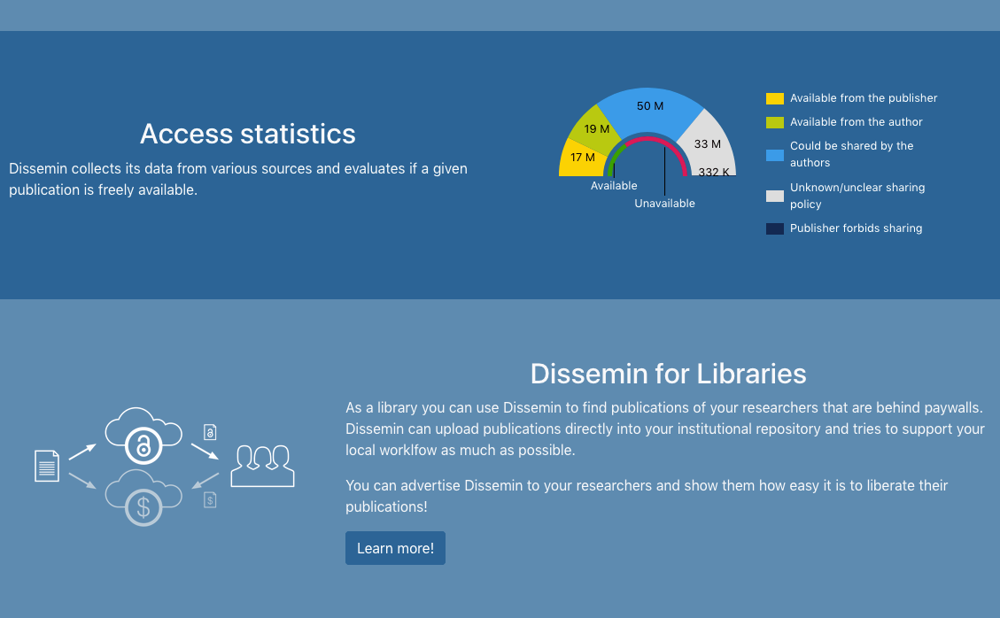 Access statistics
Dissemin collects its data from various sources and evaluates if a given
publication is freely available.
50 M
19 M
33 M
17 M
332 K
Available
Unavailable
Available from the publisher
Available from the author
Could be shared by the
authors
Unknown/unclear sharing
policy
Publisher forbids sharing
$
$
Dissemin for Libraries
As a library you can use Dissemin to find publications of your researchers that are behind paywalls.
Dissemin can upload publications directly into your institutional repository and tries to support your
local worklfow as much as possible.
You can advertise Dissemin to your researchers and show them how easy it is to liberate their
publications!
Learn more!